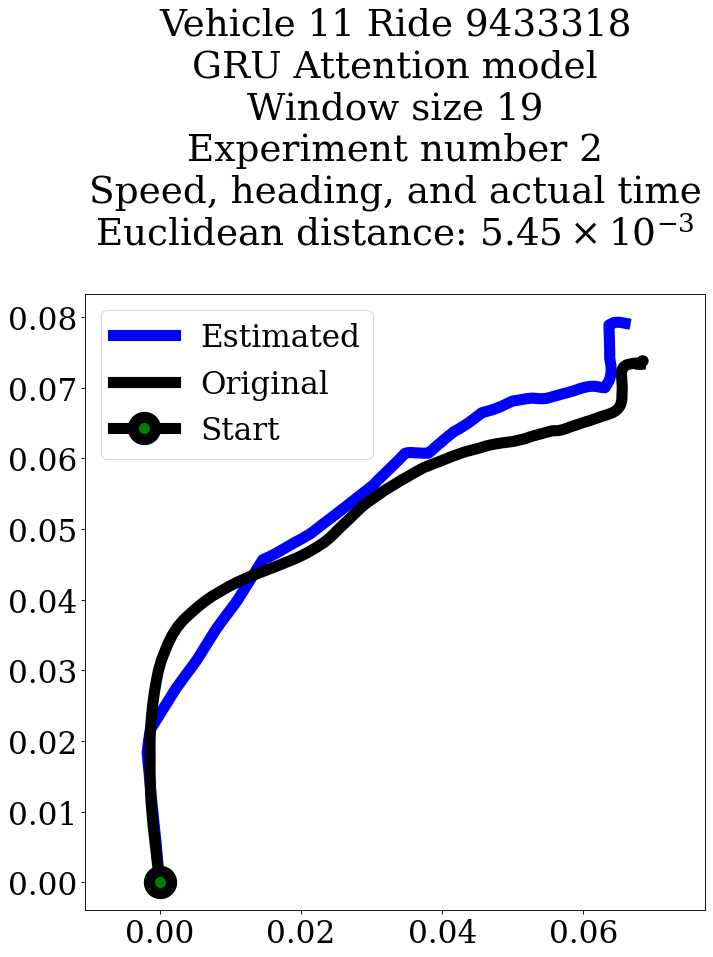 Vehicle 11 Ride 9433318
GRU Attention model
Window size 19
Experiment number 2
Speed, heading, and actual time
Euclidean distance: 5.45 × 10⁻³
Estimated
Original
Start
0.08
0.07
0.06
0.05
0.04
0.03
0.02
0.01
0.00
0.00 0.02 0.04 0.06